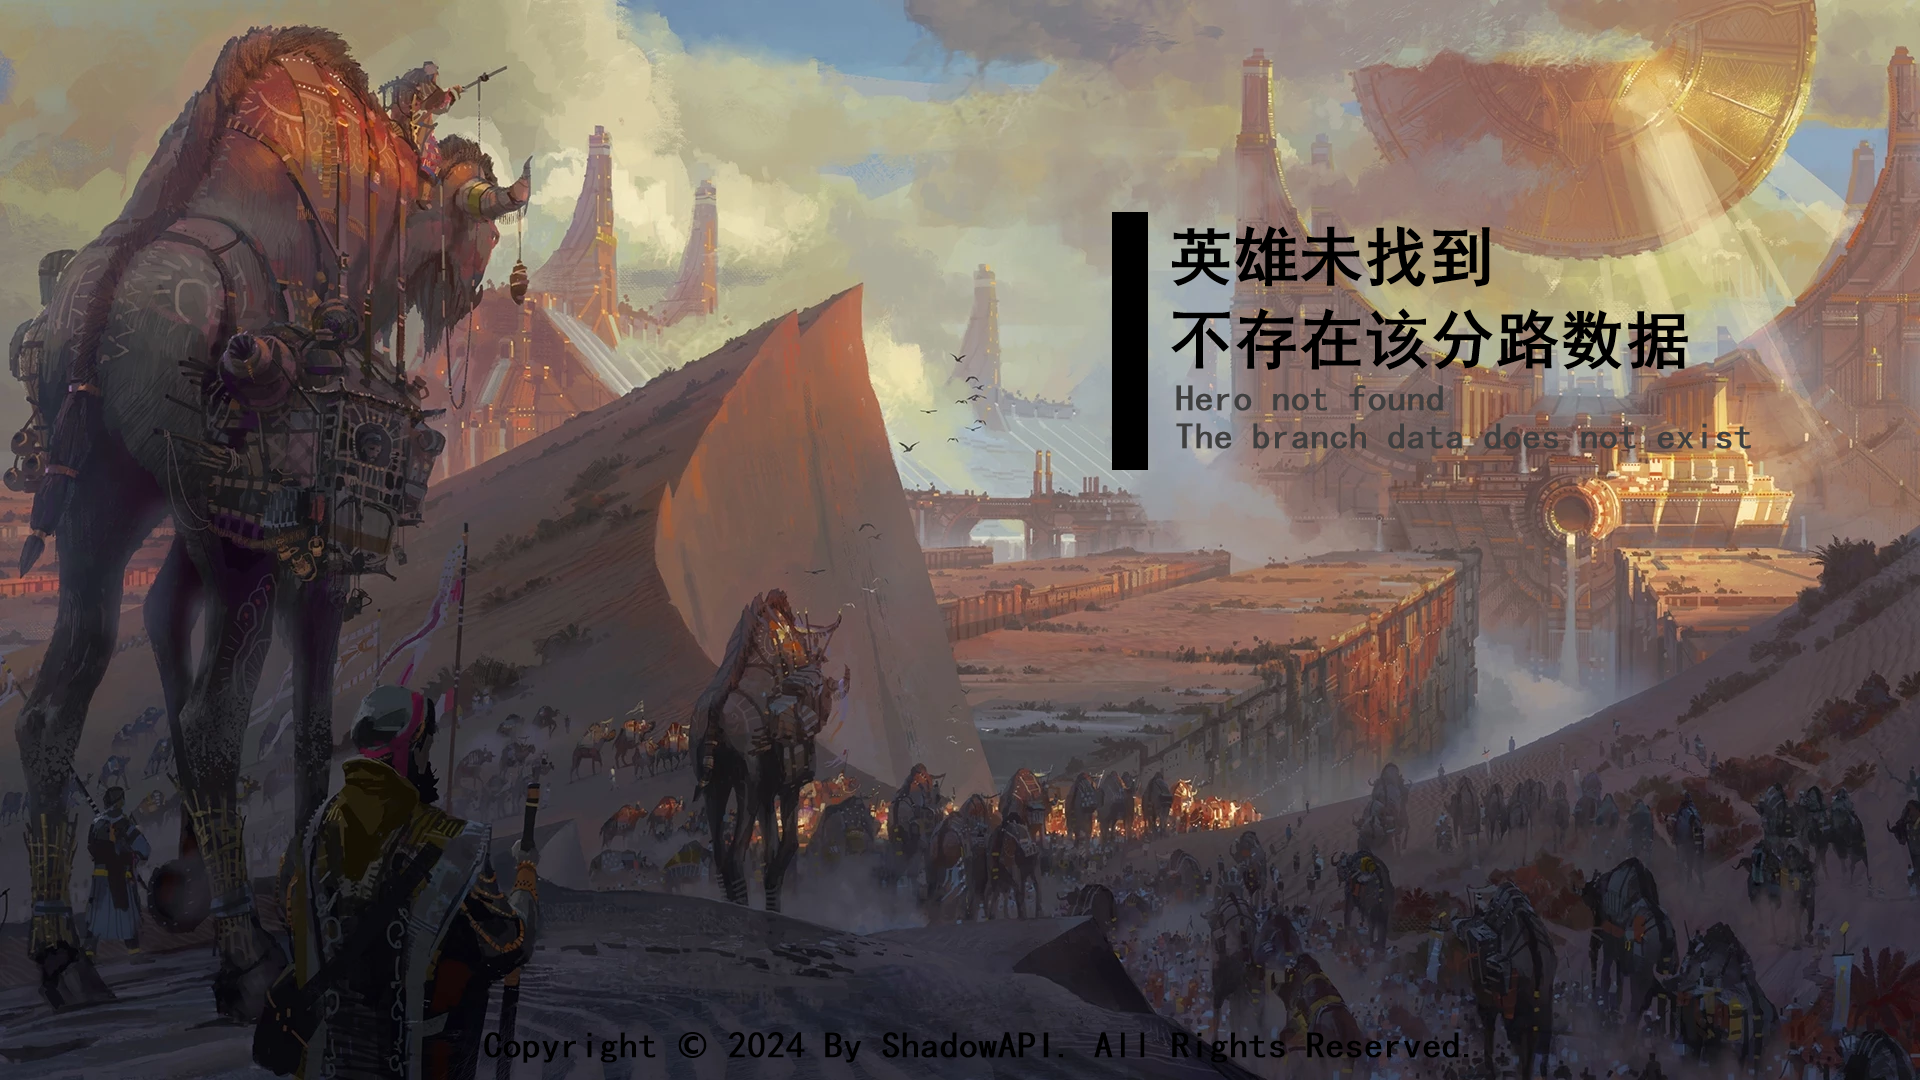 英雄未找到
不存在该分路数据
Hero not found
The branch data does not exist
Copyright © 2024 By ShadowAPI. All Rights Reserved.